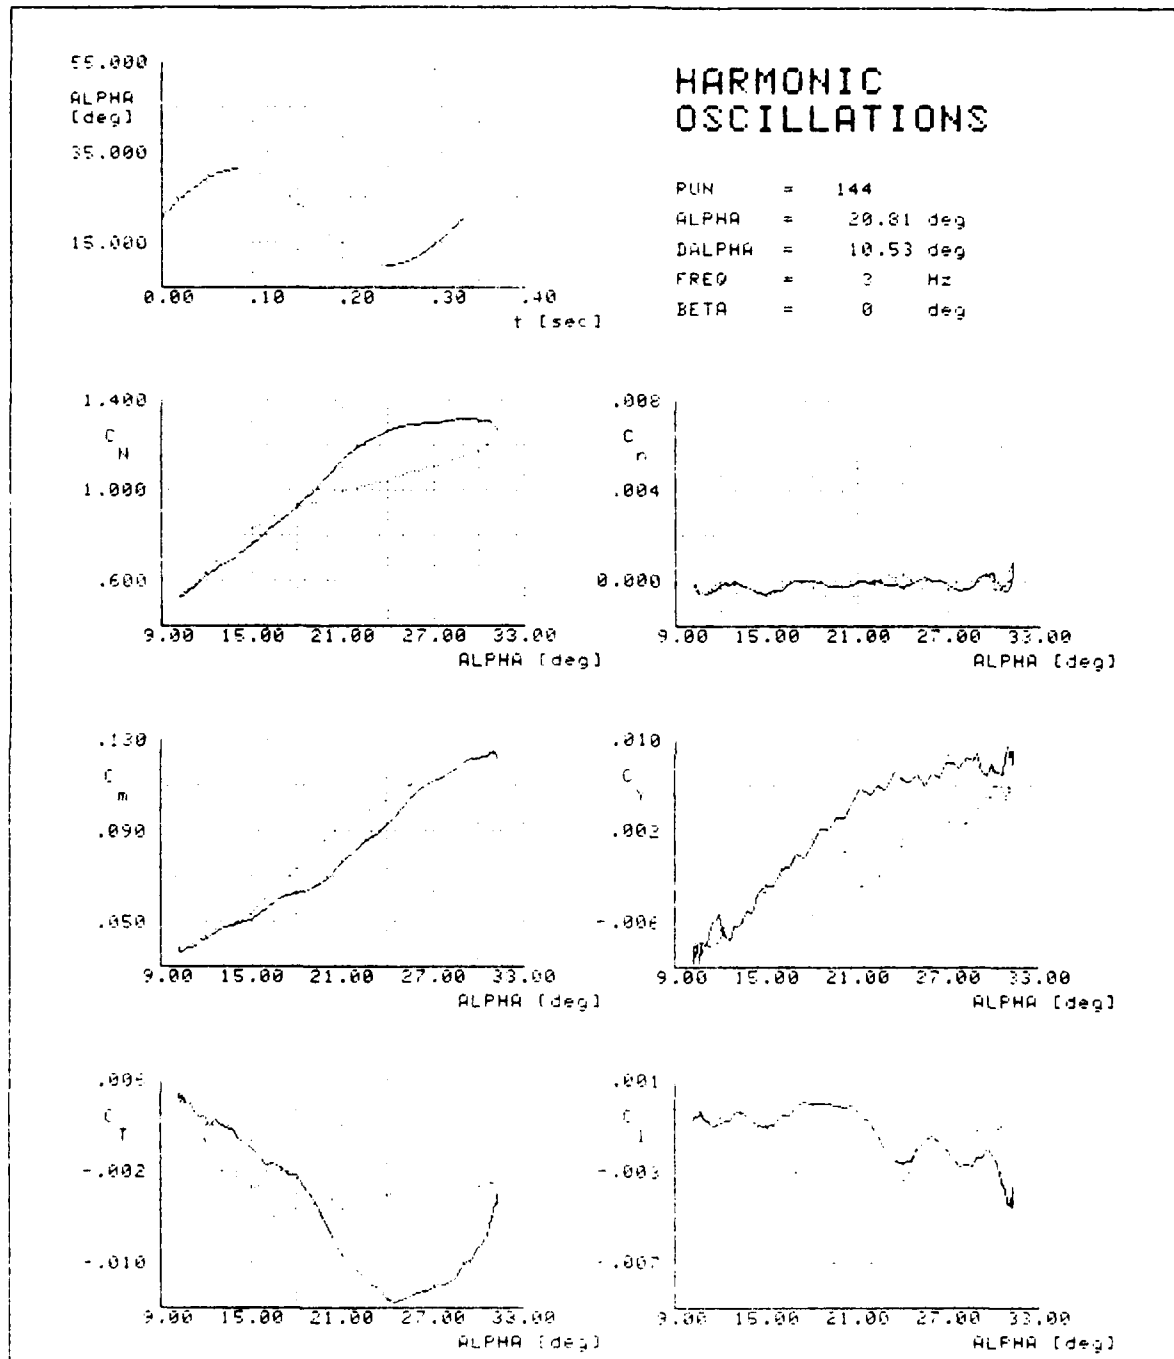 HARMONIC
OSCILLATIONS
RUN = 144
ALPHA = 20.81 deg
DALPHA = 10.53 deg
FREQ = 3 Hz
BETA = 0 deg
55.000
ALPHA
[deg]
35.000
15.000
0.00 .10 .20 .30 .40
t [sec]
1.400
C N
1.000
.600
9.00 15.00 21.00 27.00 33.00
ALPHA [deg]
.008
C n
.004
0.000
9.00 15.00 21.00 27.00 33.00
ALPHA [deg]
.130
C m
.090
.050
9.00 15.00 21.00 27.00 33.00
ALPHA [deg]
.010
C Y
.002
-.006
9.00 15.00 21.00 27.00 33.00
ALPHA [deg]
.006
C T
-.002
-.010
9.00 15.00 21.00 27.00 33.00
ALPHA [deg]
.001
C l
-.003
-.007
9.00 15.00 21.00 27.00 33.00
ALPHA [deg]